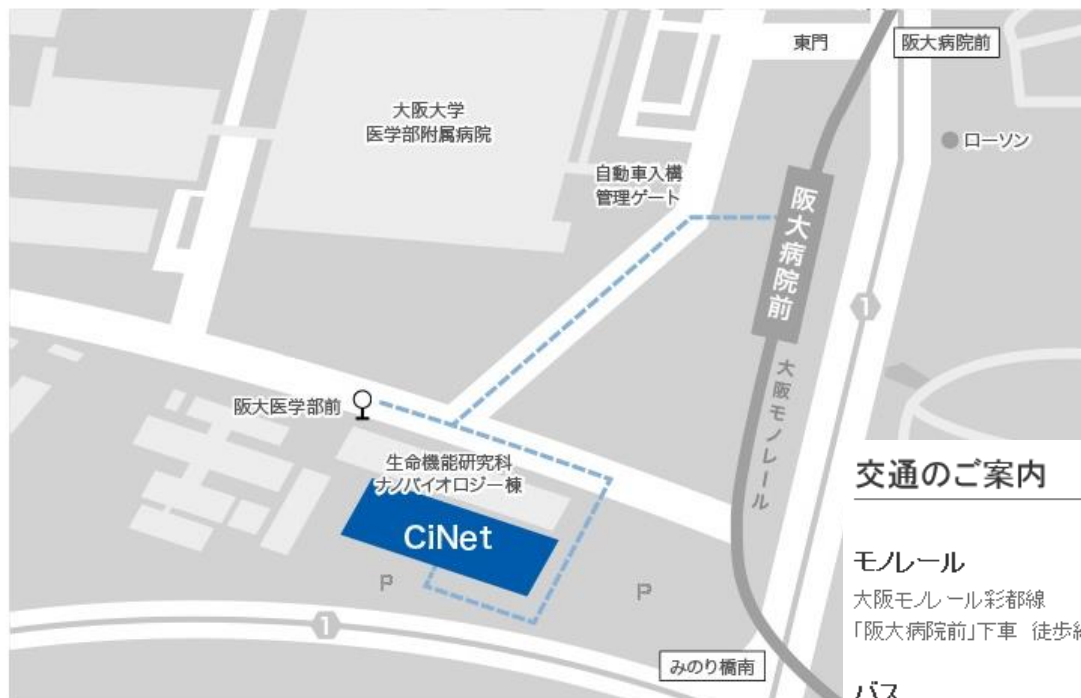 東門
阪大病院前
大阪大学
医学部附属病院
ローソン
自動車入構
管理ゲート
阪大病院前
1
大阪モノレール
阪大医学部前
生命機能研究科
ナノバイオロジー棟
CiNet
P
P
1
みのり橋南
交通のご案内
モノレール
大阪モノレール彩都線
「阪大病院前」下車 徒歩
バス